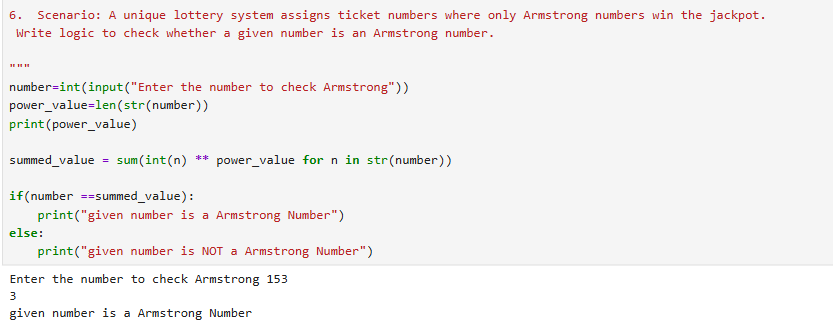 6.  Scenario: A unique lottery system assigns ticket numbers where only Armstrong numbers win the jackpot.
 Write logic to check whether a given number is an Armstrong number.
"""
number=int(input("Enter the number to check Armstrong"))
power_value=len(str(number))
print(power_value)
summed_value = sum(int(n) ** power_value for n in str(number))
if(number ==summed_value):
    print("given number is a Armstrong Number")
else:
    print("given number is NOT a Armstrong Number")
Enter the number to check Armstrong 153
3
given number is a Armstrong Number